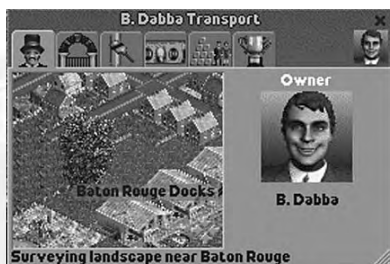 B. Dabba Transport
Owner
Baton Rouge Docks
B. Dabba
Surveying landscape near Baton Rouge